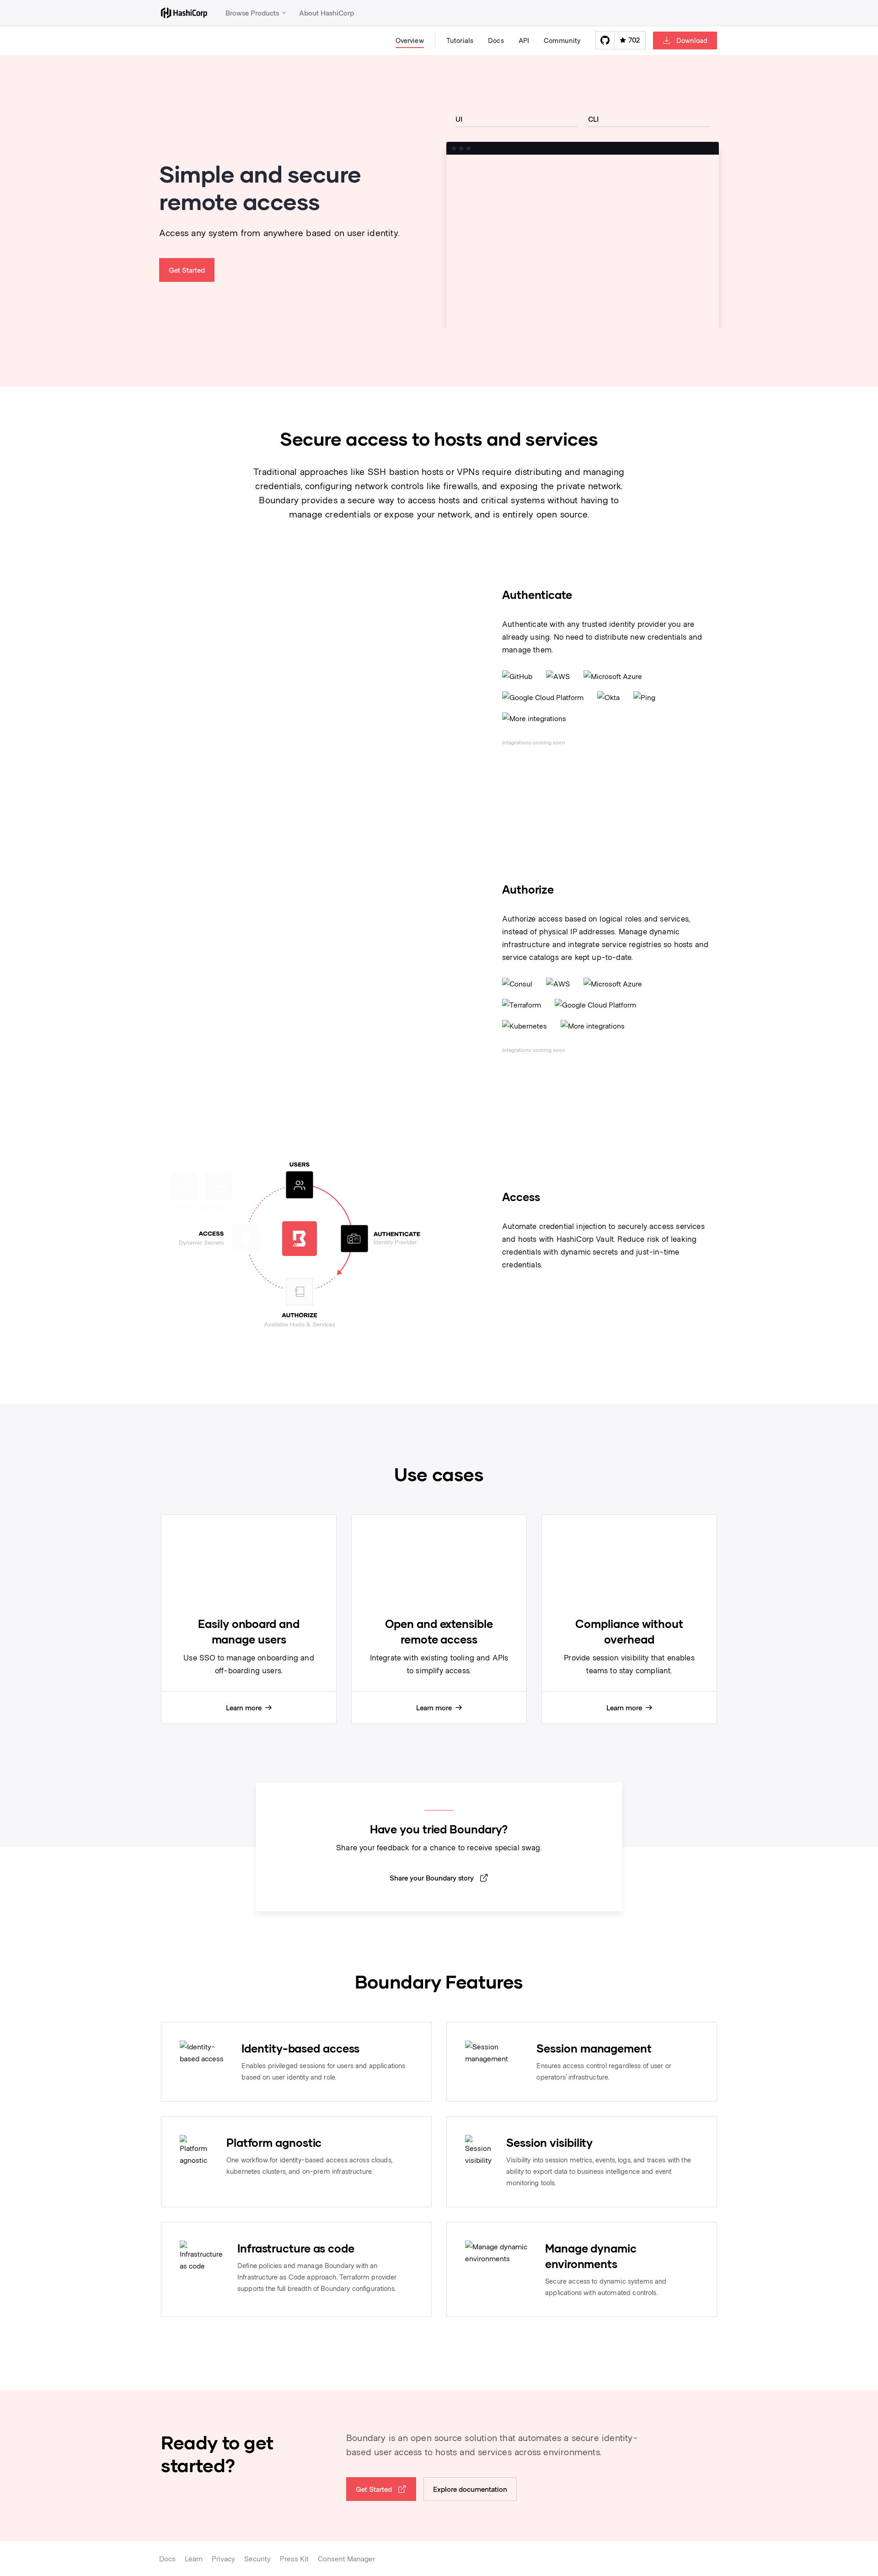 HashiCorp
Browse Products
About HashiCorp
Overview
Tutorials
Docs
API
Community
702
Download
Simple and secure
remote access
Access any system from anywhere based on user identity.
Get Started
UI
CLI
Secure access to hosts and services
Traditional approaches like SSH bastion hosts or VPNs require distributing and managing
credentials, configuring network controls like firewalls, and exposing the private network.
Boundary provides a secure way to access hosts and critical systems without having to
manage credentials or expose your network, and is entirely open source.
Authenticate
Authenticate with any trusted identity provider you are
already using. No need to distribute new credentials and
manage them.
GitHub
AWS
Microsoft Azure
Google Cloud Platform
Okta
Ping
More integrations
Integrations coming soon
Authorize
Authorize access based on logical roles and services,
instead of physical IP addresses. Manage dynamic
infrastructure and integrate service registries so hosts and
service catalogs are kept up-to-date.
Consul
AWS
Microsoft Azure
Terraform
Google Cloud Platform
Kubernetes
More integrations
Integrations coming soon
USERS
ACCESS
Dynamic Secrets
AUTHENTICATE
Identity Provider
AUTHORIZE
Available Hosts & Services
Access
Automate credential injection to securely access services
and hosts with HashiCorp Vault. Reduce risk of leaking
credentials with dynamic secrets and just-in-time
credentials.
Use cases
Easily onboard and
manage users
Use SSO to manage onboarding and
off-boarding users.
Learn more
Open and extensible
remote access
Integrate with existing tooling and APIs
to simplify access.
Learn more
Compliance without
overhead
Provide session visibility that enables
teams to stay compliant.
Learn more
Have you tried Boundary?
Share your feedback for a chance to receive special swag.
Share your Boundary story
Boundary Features
Identity-
based access
Identity-based access
Enables privileged sessions for users and applications
based on user identity and role.
Session
management
Session management
Ensures access control regardless of user or
operators' infrastructure.
Platform
agnostic
Platform agnostic
One workflow for identity-based access across clouds,
kubernetes clusters, and on-prem infrastructure.
Session
visibility
Session visibility
Visibility into session metrics, events, logs, and traces with the
ability to export data to business intelligence and event
monitoring tools.
Infrastructure
as code
Infrastructure as code
Define policies and manage Boundary with an
Infrastructure as Code approach. Terraform provider
supports the full breadth of Boundary configurations.
Manage dynamic
environments
Manage dynamic
environments
Secure access to dynamic systems and
applications with automated controls.
Ready to get
started?
Boundary is an open source solution that automates a secure identity-
based user access to hosts and services across environments.
Get Started
Explore documentation
Docs
Learn
Privacy
Security
Press Kit
Consent Manager